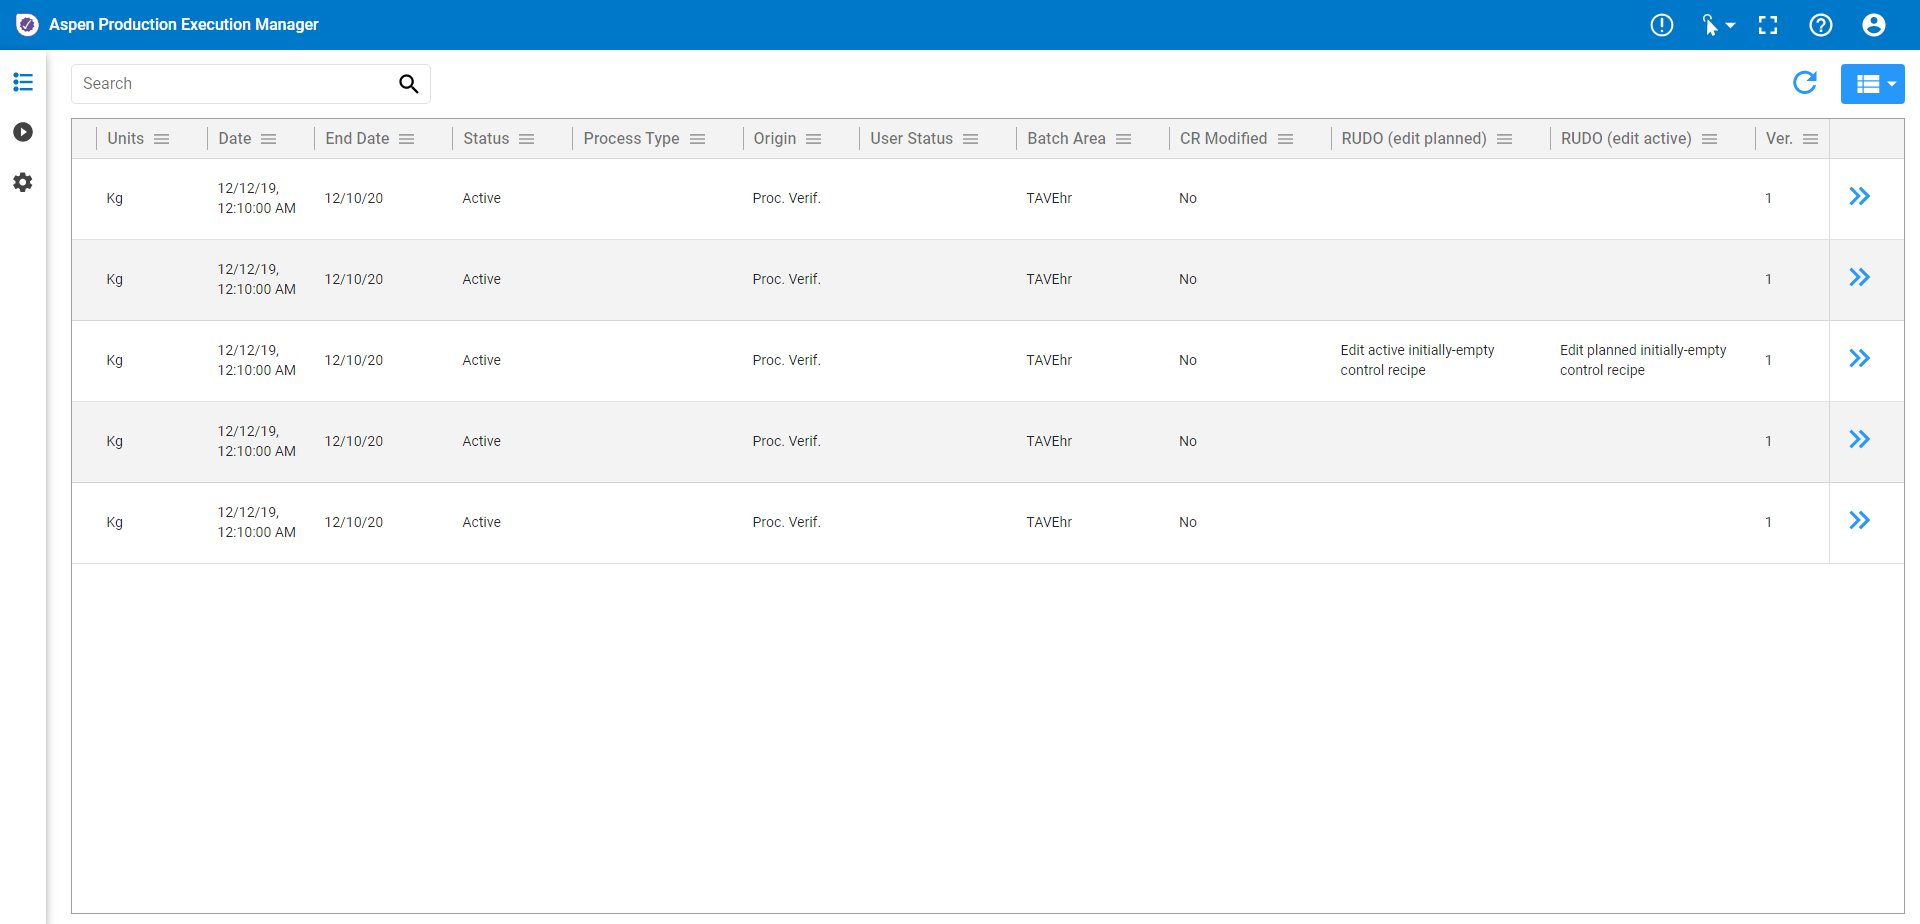 Aspen Production Execution Manager
Search
Units Date End Date Status Process Type Origin User Status Batch Area CR Modified RUDO (edit planned) RUDO (edit active) Ver.
Kg 12/12/19, 12:10:00 AM 12/10/20 Active Proc. Verif. TAVEhr No 1
Kg 12/12/19, 12:10:00 AM 12/10/20 Active Proc. Verif. TAVEhr No 1
Kg 12/12/19, 12:10:00 AM 12/10/20 Active Proc. Verif. TAVEhr No Edit active initially-empty control recipe Edit planned initially-empty control recipe 1
Kg 12/12/19, 12:10:00 AM 12/10/20 Active Proc. Verif. TAVEhr No 1
Kg 12/12/19, 12:10:00 AM 12/10/20 Active Proc. Verif. TAVEhr No 1